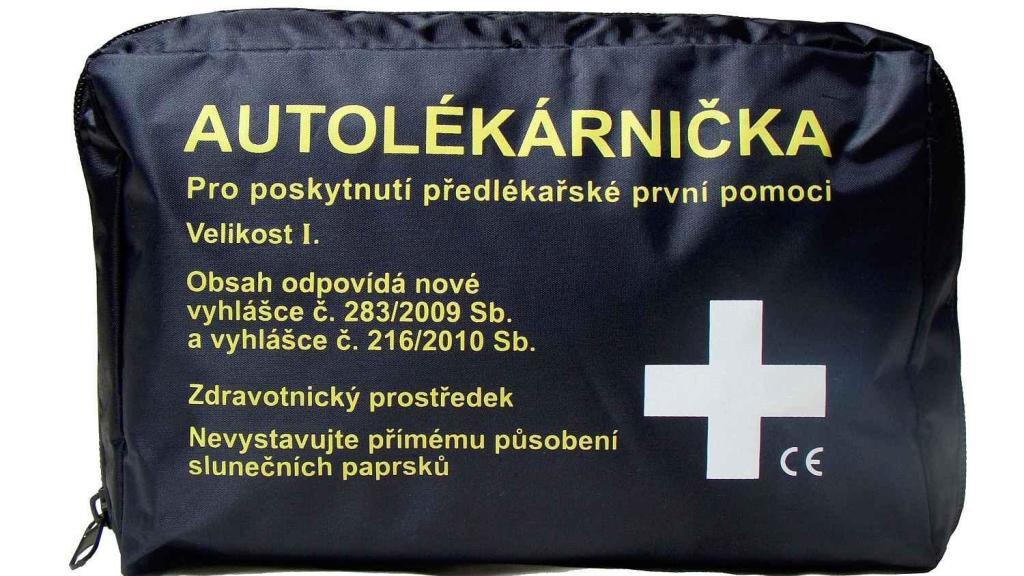 AUTOLÉKÁRNIČKA
Pro poskytnutí předlékařské první pomoci
Velikost I.
Obsah odpovídá nové
vyhlášce č. 283/2009 Sb.
a vyhlášce č. 216/2010 Sb.
Zdravotnický prostředek
Nevystavujte přímému působení
slunečních paprsků
CE